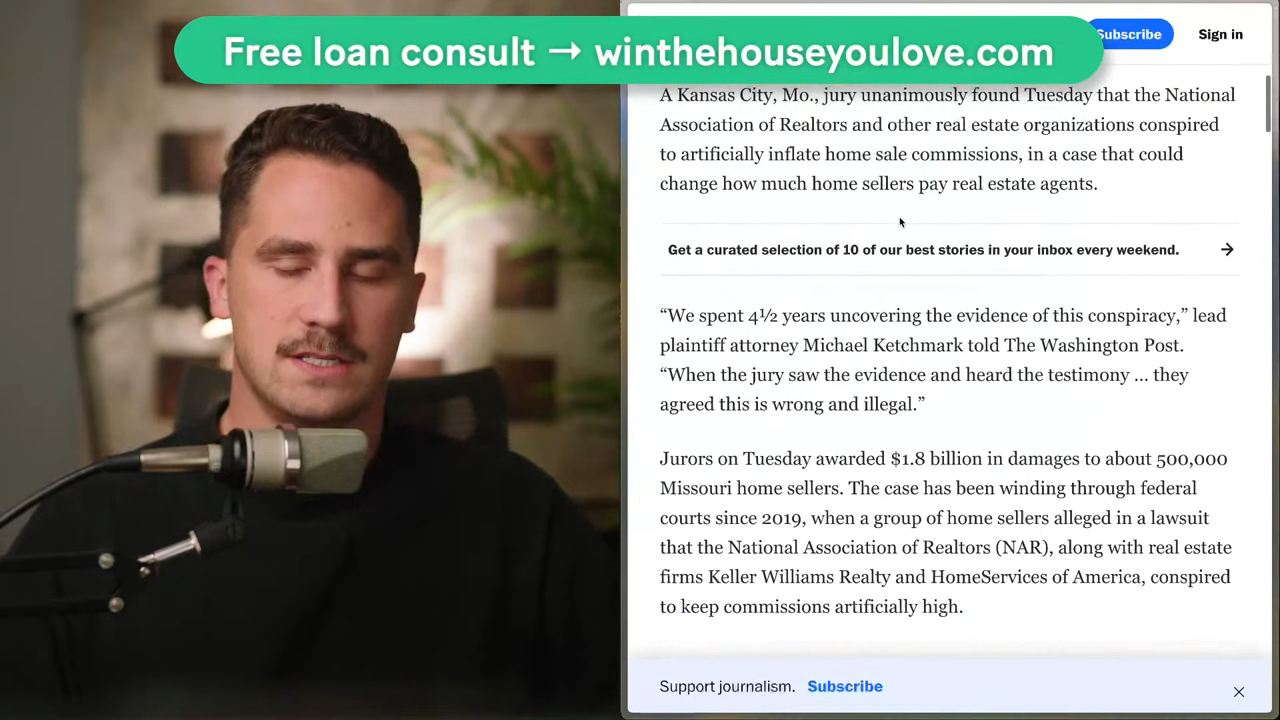 Free loan consult → winthehouseyoulove.com
Subscribe
Sign in
A Kansas City, Mo., jury unanimously found Tuesday that the National
Association of Realtors and other real estate organizations conspired
to artificially inflate home sale commissions, in a case that could
change how much home sellers pay real estate agents.
Get a curated selection of 10 of our best stories in your inbox every weekend. →
“We spent 4½ years uncovering the evidence of this conspiracy,” lead
plaintiff attorney Michael Ketchmark told The Washington Post.
“When the jury saw the evidence and heard the testimony … they
agreed this is wrong and illegal.”
Jurors on Tuesday awarded $1.8 billion in damages to about 500,000
Missouri home sellers. The case has been winding through federal
courts since 2019, when a group of home sellers alleged in a lawsuit
that the National Association of Realtors (NAR), along with real estate
firms Keller Williams Realty and HomeServices of America, conspired
to keep commissions artificially high.
Support journalism. Subscribe